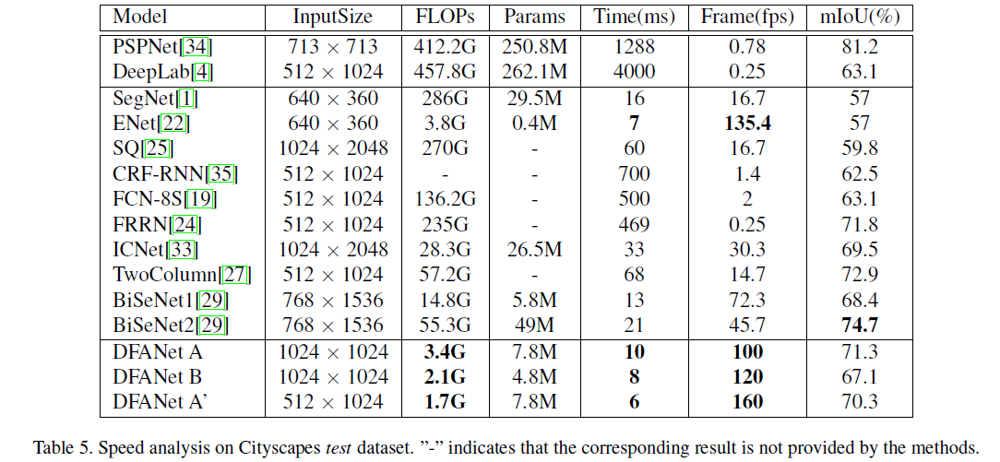 Model InputSize FLOPs Params Time(ms) Frame(fps) mIoU(%)
PSPNet[34] 713 × 713 412.2G 250.8M 1288 0.78 81.2
DeepLab[4] 512 × 1024 457.8G 262.1M 4000 0.25 63.1
SegNet[1] 640 × 360 286G 29.5M 16 16.7 57
ENet[22] 640 × 360 3.8G 0.4M 7 135.4 57
SQ[25] 1024 × 2048 270G - 60 16.7 59.8
CRF-RNN[35] 512 × 1024 - - 700 1.4 62.5
FCN-8S[19] 512 × 1024 136.2G - 500 2 63.1
FRRN[24] 512 × 1024 235G - 469 0.25 71.8
ICNet[33] 1024 × 2048 28.3G 26.5M 33 30.3 69.5
TwoColumn[27] 512 × 1024 57.2G - 68 14.7 72.9
BiSeNet1[29] 768 × 1536 14.8G 5.8M 13 72.3 68.4
BiSeNet2[29] 768 × 1536 55.3G 49M 21 45.7 74.7
DFANet A 1024 × 1024 3.4G 7.8M 10 100 71.3
DFANet B 1024 × 1024 2.1G 4.8M 8 120 67.1
DFANet A’ 512 × 1024 1.7G 7.8M 6 160 70.3
Table 5. Speed analysis on Cityscapes test dataset. ”-” indicates that the corresponding result is not provided by the methods.